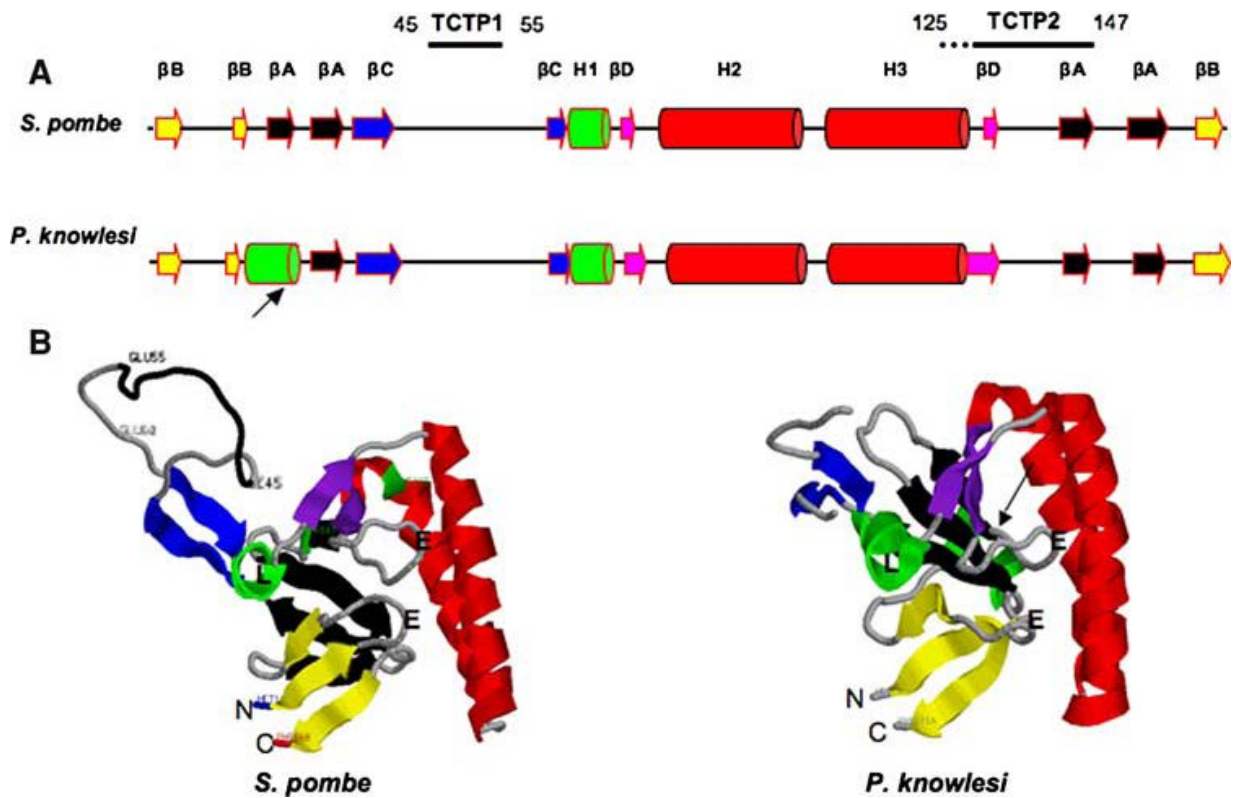 45 TCTP1 55 125 TCTP2 147
A βB βB βA βA βC βC H1 βD H2 H3 βD βA βA βB
S. pombe
P. knowlesi
B
GLU55
L
E
E
N
C
S. pombe
L
E
E
N
C
P. knowlesi